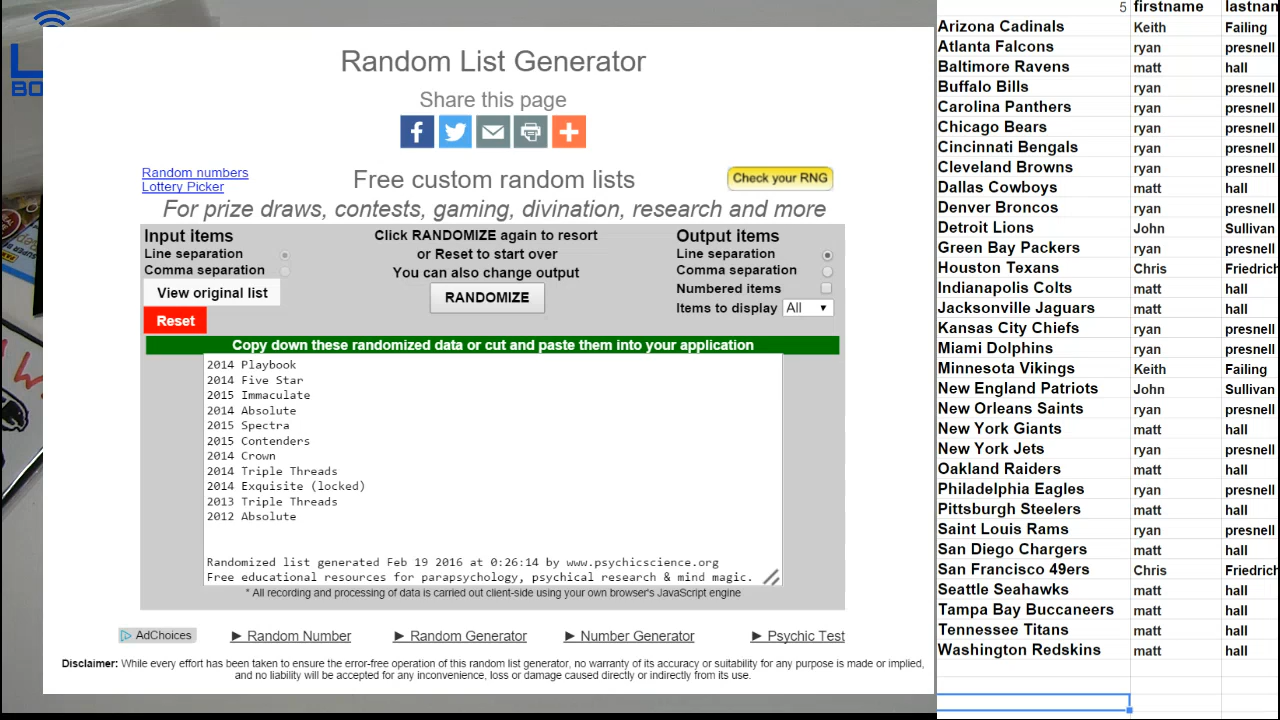 Random List Generator
Share this page
Random numbers
Lottery Picker
Free custom random lists
Check your RNG
For prize draws, contests, gaming, divination, research and more
Input items
Line separation
Comma separation
View original list
Reset
Click RANDOMIZE again to resort
or Reset to start over
You can also change output
RANDOMIZE
Output items
Line separation
Comma separation
Numbered items
Items to display All
Copy down these randomized data or cut and paste them into your application
2014 Playbook
2014 Five Star
2015 Immaculate
2014 Absolute
2015 Spectra
2015 Contenders
2014 Crown
2014 Triple Threads
2014 Exquisite (locked)
2013 Triple Threads
2012 Absolute
Randomized list generated Feb 19 2016 at 0:26:14 by www.psychicscience.org
Free educational resources for parapsychology, psychical research & mind magic.
* All recording and processing of data is carried out client-side using your own browser's JavaScript engine
AdChoices
► Random Number
► Random Generator
► Number Generator
► Psychic Test
Disclaimer: While every effort has been taken to ensure the error-free operation of this random list generator, no warranty of its accuracy or suitability for any purpose is made or implied,
and no liability will be accepted for any inconvenience, loss or damage caused directly or indirectly from its use.
5 firstname lastnam
Arizona Cadinals Keith Failing
Atlanta Falcons ryan presnell
Baltimore Ravens matt hall
Buffalo Bills ryan presnell
Carolina Panthers ryan presnell
Chicago Bears ryan presnell
Cincinnati Bengals ryan presnell
Cleveland Browns ryan presnell
Dallas Cowboys matt hall
Denver Broncos ryan presnell
Detroit Lions John Sullivan
Green Bay Packers ryan presnell
Houston Texans Chris Friedrich
Indianapolis Colts matt hall
Jacksonville Jaguars matt hall
Kansas City Chiefs ryan presnell
Miami Dolphins ryan presnell
Minnesota Vikings Keith Failing
New England Patriots John Sullivan
New Orleans Saints ryan presnell
New York Giants matt hall
New York Jets ryan presnell
Oakland Raiders matt hall
Philadelphia Eagles ryan presnell
Pittsburgh Steelers matt hall
Saint Louis Rams ryan presnell
San Diego Chargers matt hall
San Francisco 49ers Chris Friedrich
Seattle Seahawks matt hall
Tampa Bay Buccaneers matt hall
Tennessee Titans matt hall
Washington Redskins matt hall